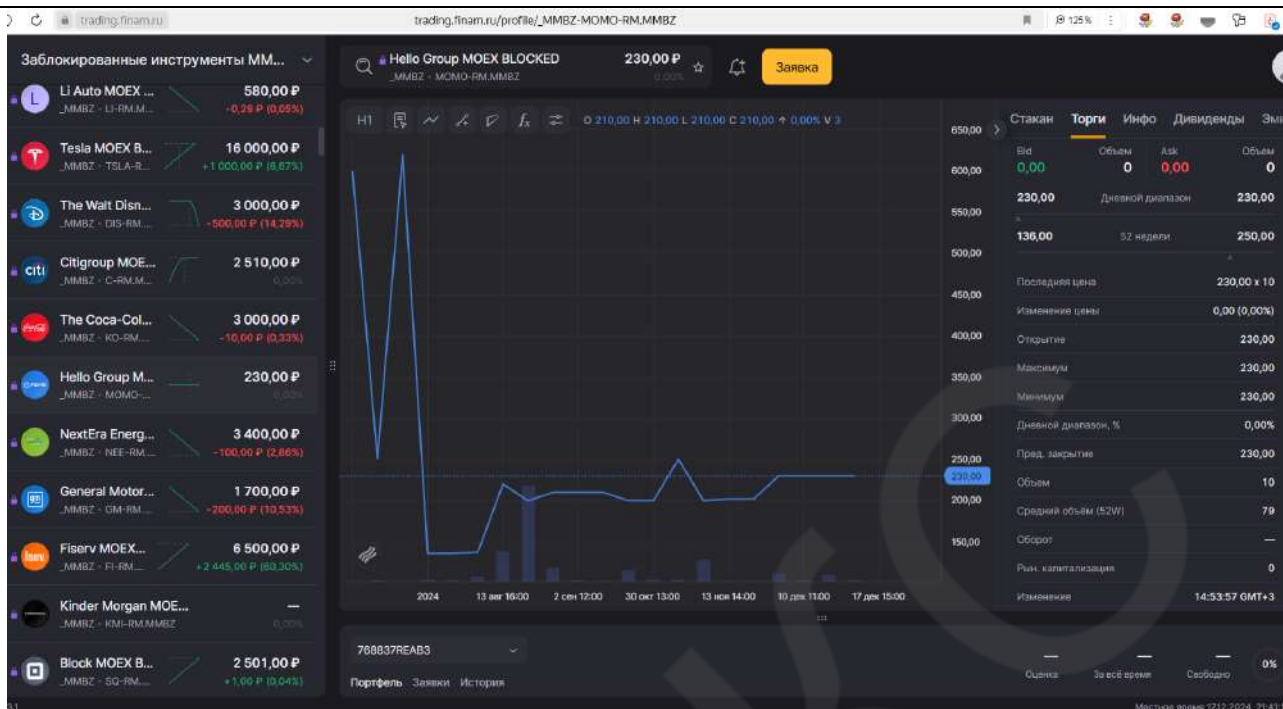 trading.finam.ru
trading.finam.ru/profile/_MMBZ-MOMO-RM.MMBZ
125 %
Заблокированные инструменты ММ...
Li Auto MOEX ...
580,00 ₽
_MMBZ - LI-RM.M...
-0,29 ₽ (0,05%)
Tesla MOEX B...
16 000,00 ₽
_MMBZ - TSLA-R...
+1 000,00 ₽ (6,67%)
The Walt Disn...
3 000,00 ₽
_MMBZ - DIS-RM....
-500,00 ₽ (14,29%)
citi
Citigroup MOE...
2 510,00 ₽
_MMBZ - C-RM.M...
0,00%
The Coca-Col...
3 000,00 ₽
_MMBZ - KO-RM....
-10,00 ₽ (0,33%)
Hello Group M...
230,00 ₽
_MMBZ - MOMO-...
0,00%
NextEra Energ...
3 400,00 ₽
_MMBZ - NEE-RM....
-100,00 ₽ (2,86%)
General Motor...
1 700,00 ₽
_MMBZ - GM-RM....
-200,00 ₽ (10,53%)
Fiserv MOEX...
6 500,00 ₽
_MMBZ - FI-RM....
+2 445,00 ₽ (60,30%)
Kinder Morgan MOE...
—
_MMBZ - KMI-RM.MMBZ
0,00%
Block MOEX B...
2 501,00 ₽
_MMBZ - SQ-RM....
+1,00 ₽ (0,04%)
Hello Group MOEX BLOCKED
230,00 ₽
_MMBZ - MOMO-RM.MMBZ
0,00%
Заявка
H1
O 210,00 H 210,00 L 210,00 C 210,00 0,00% V 3
650,00
600,00
550,00
500,00
450,00
400,00
350,00
300,00
250,00
230,00
200,00
150,00
2024
13 авг 16:00
2 сен 12:00
30 окт 13:00
13 ноя 14:00
10 дек 11:00
17 дек 15:00
Стакан Торги Инфо Дивиденды Эми
Bid Объем Ask Объем
0,00 0 0,00 0
230,00 Дневной диапазон 230,00
136,00 52 недели 250,00
Последняя цена 230,00 x 10
Изменение цены 0,00 (0,00%)
Открытие 230,00
Максимум 230,00
Минимум 230,00
Дневной диапазон, % 0,00%
Пред. закрытие 230,00
Объем 10
Средний объём (52W) 79
Оборот —
Рын. капитализация 0
Изменение 14:53:57 GMT+3
768837REAB3
Портфель Заявки История
— — —
Оценка За всё время Свободно
0%
Местное время 17.12.2024, 21:43